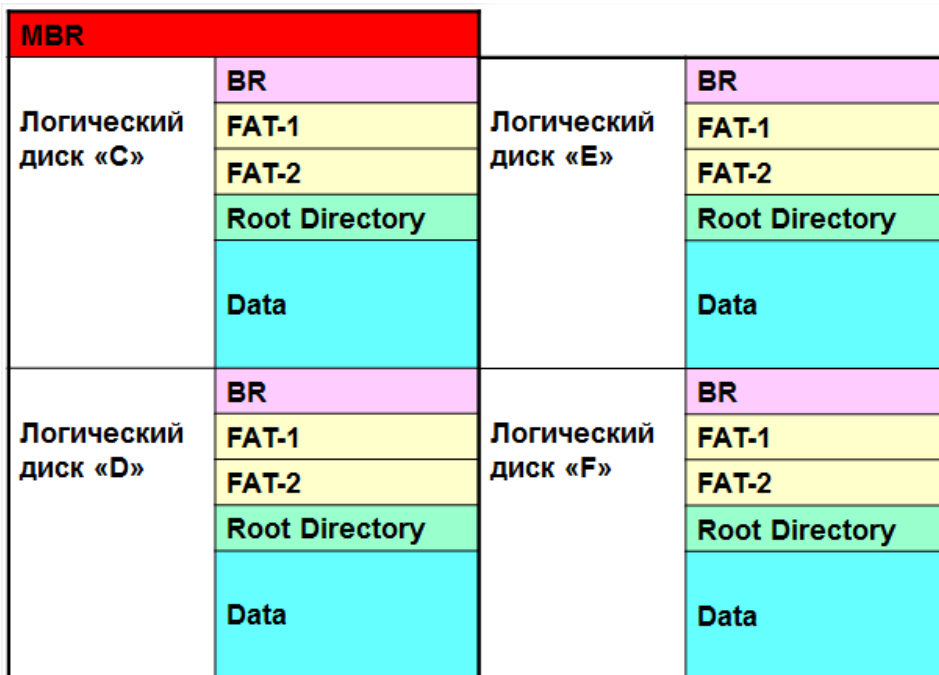 MBR
Логический
диск «C»
BR
FAT-1
FAT-2
Root Directory
Data
Логический
диск «D»
BR
FAT-1
FAT-2
Root Directory
Data
Логический
диск «E»
BR
FAT-1
FAT-2
Root Directory
Data
Логический
диск «F»
BR
FAT-1
FAT-2
Root Directory
Data